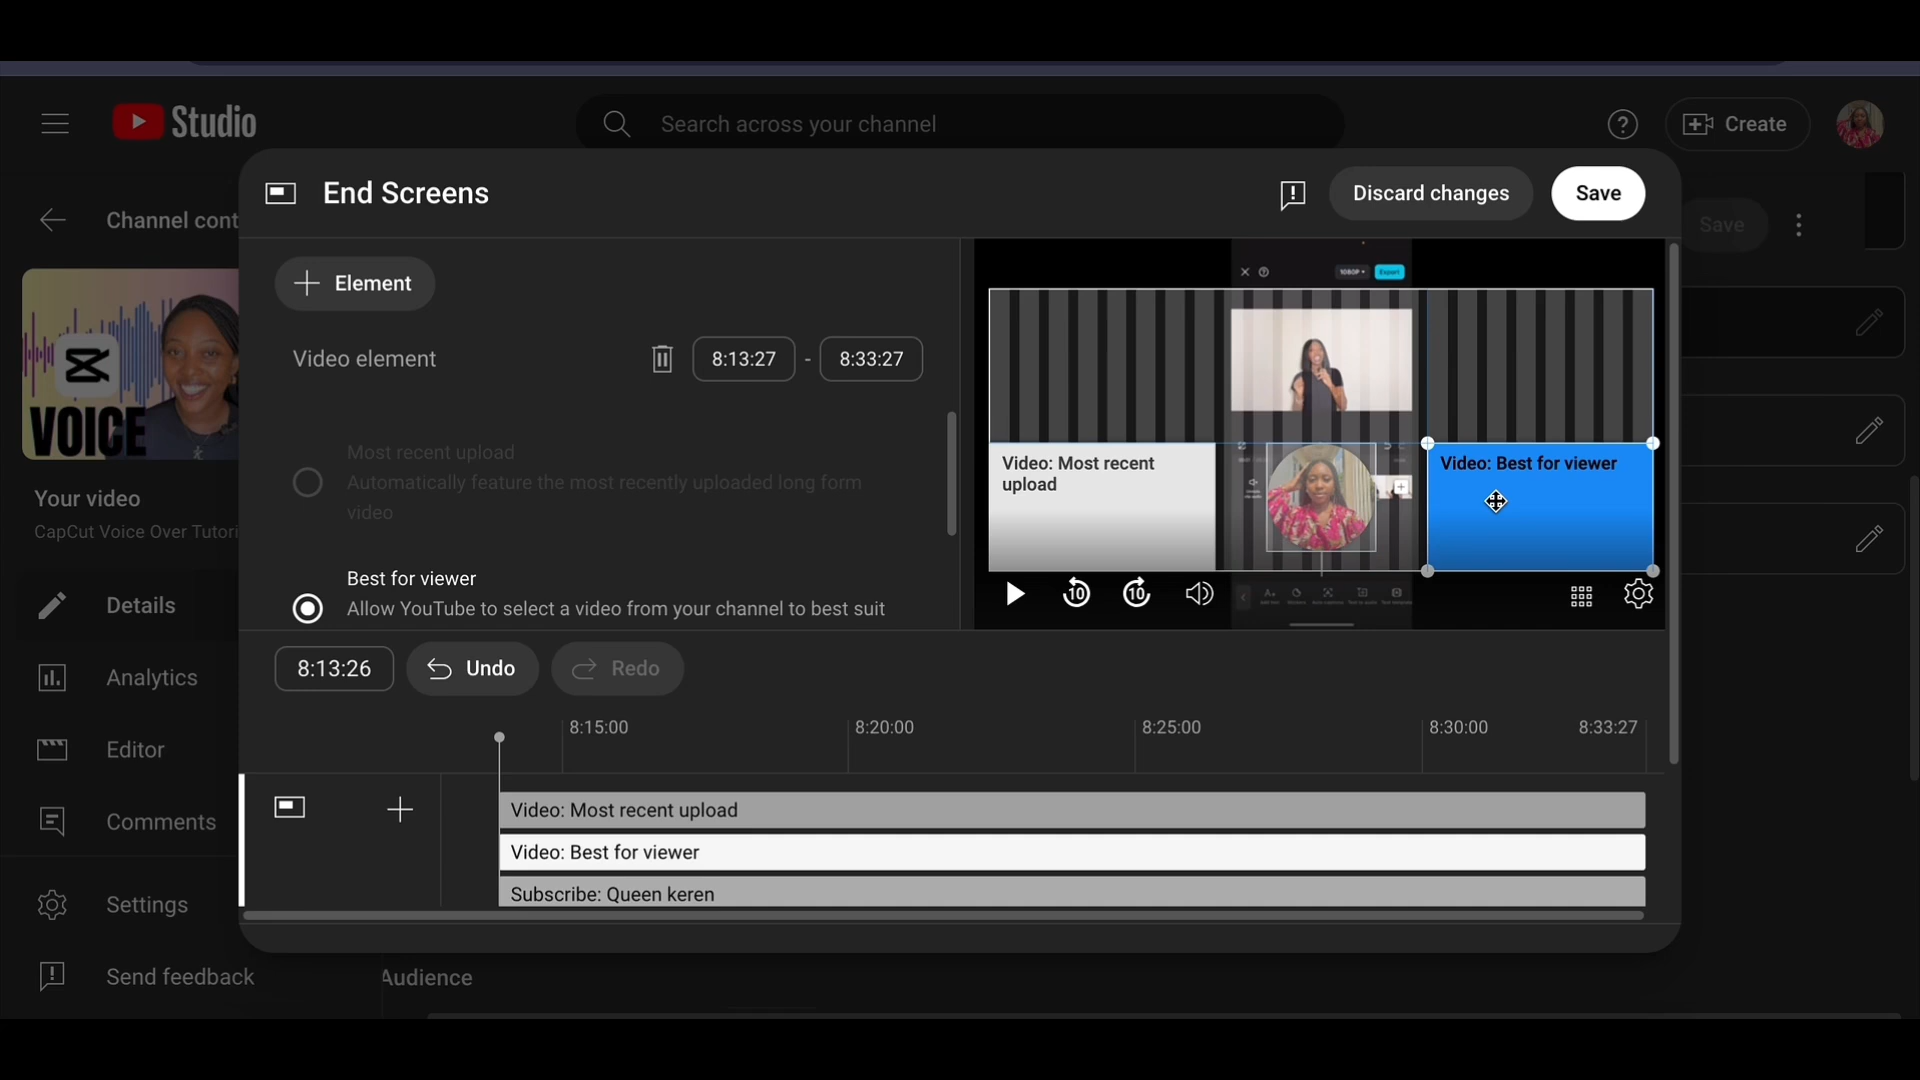 Studio
Search across your channel
Create
Channel cont
End Screens
Discard changes
Save
Save
Element
Video element
8:13:27 - 8:33:27
Most recent upload
Automatically feature the most recently uploaded long form
video
Best for viewer
Allow YouTube to select a video from your channel to best suit
1080P
Export
Video: Most recent
upload
Video: Best for viewer
10
10
VOICE
Your video
CapCut Voice Over Tutori
Details
Analytics
Editor
Comments
Settings
Send feedback
8:13:26
Undo
Redo
8:15:00
8:20:00
8:25:00
8:30:00
8:33:27
Video: Most recent upload
Video: Best for viewer
Subscribe: Queen keren
Audience